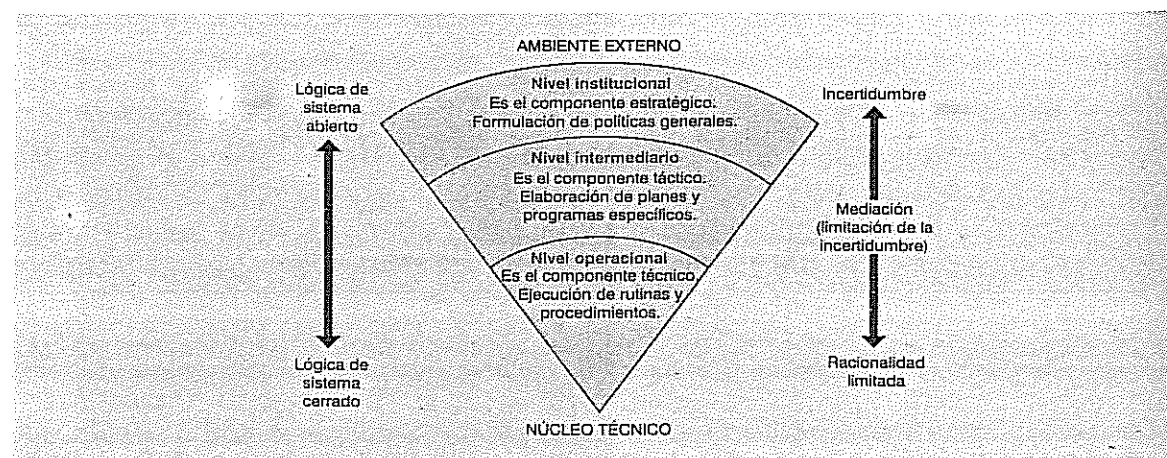 AMBIENTE EXTERNO
Lógica de
sistema
abierto
Nivel institucional
Es el componente estratégico.
Formulación de políticas generales.
Incertidumbre
Nivel intermediario
Es el componente táctico.
Elaboración de planes y
programas específicos.
Mediación
(limitación de la
incertidumbre)
Nivel operacional
Es el componente técnico.
Ejecución de rutinas y
procedimientos.
Lógica de
sistema
cerrado
Racionalidad
limitada
NÚCLEO TÉCNICO